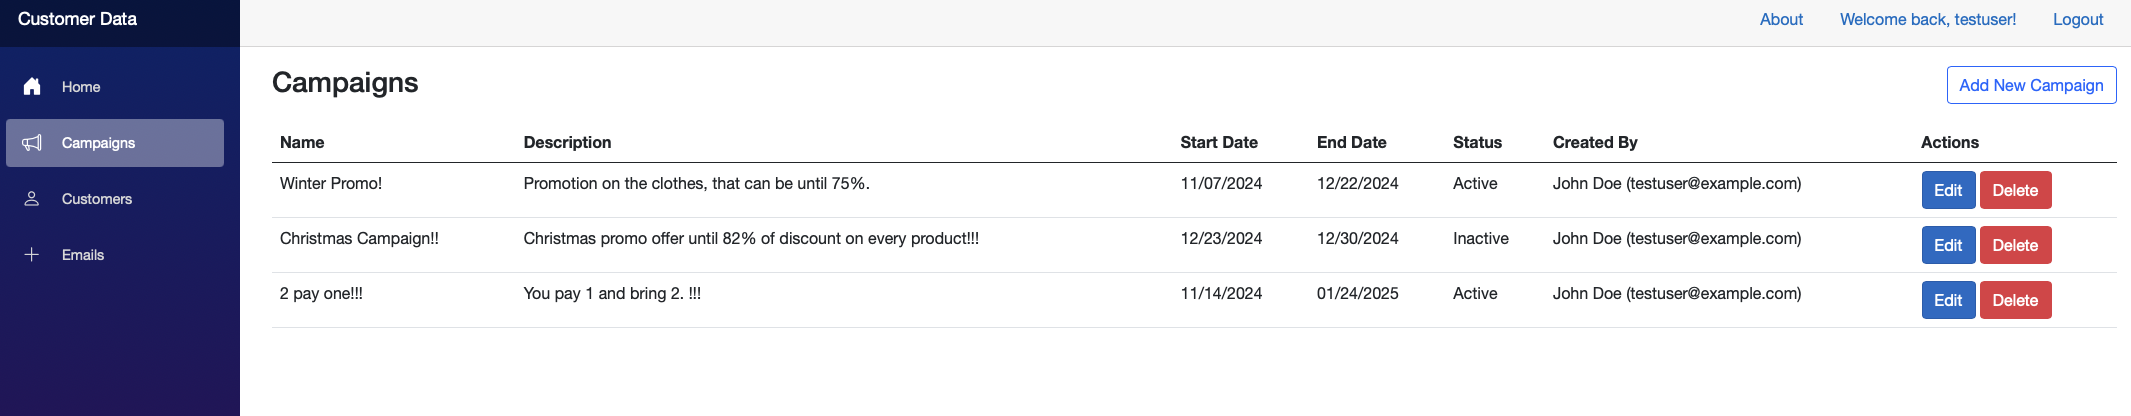 Customer Data
About Welcome back, testuser! Logout
Home
Campaigns
Customers
Emails
Campaigns
Add New Campaign
Name Description Start Date End Date Status Created By Actions
Winter Promo! Promotion on the clothes, that can be until 75%. 11/07/2024 12/22/2024 Active John Doe (testuser@example.com) Edit Delete
Christmas Campaign!! Christmas promo offer until 82% of discount on every product!!! 12/23/2024 12/30/2024 Inactive John Doe (testuser@example.com) Edit Delete
2 pay one!!! You pay 1 and bring 2. !!! 11/14/2024 01/24/2025 Active John Doe (testuser@example.com) Edit Delete